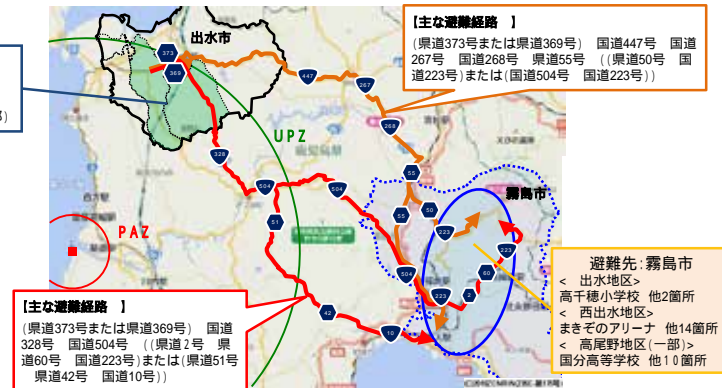 出水市
【主な避難経路 】
(県道373号または県道369号) 国道447号 国道
267号 国道268号 県道55号 ((県道50号 国
道223号)または(国道504号 国道223号))
373
369
447
267
268
328
UPZ
504
504
55
55
50
霧島市
51
223
223
PAZ
504
60
223
2
42
10
避難先:霧島市
< 出水地区>
高千穂小学校 他2箇所
< 西出水地区>
まきぞのアリーナ 他14箇所
< 高尾野地区(一部)>
国分高等学校 他10箇所
【主な避難経路 】
(県道373号または県道369号) 国道
328号 国道504号 ((県道2号 県
道60号 国道223号)または(県道51号
県道42号 国道10号))